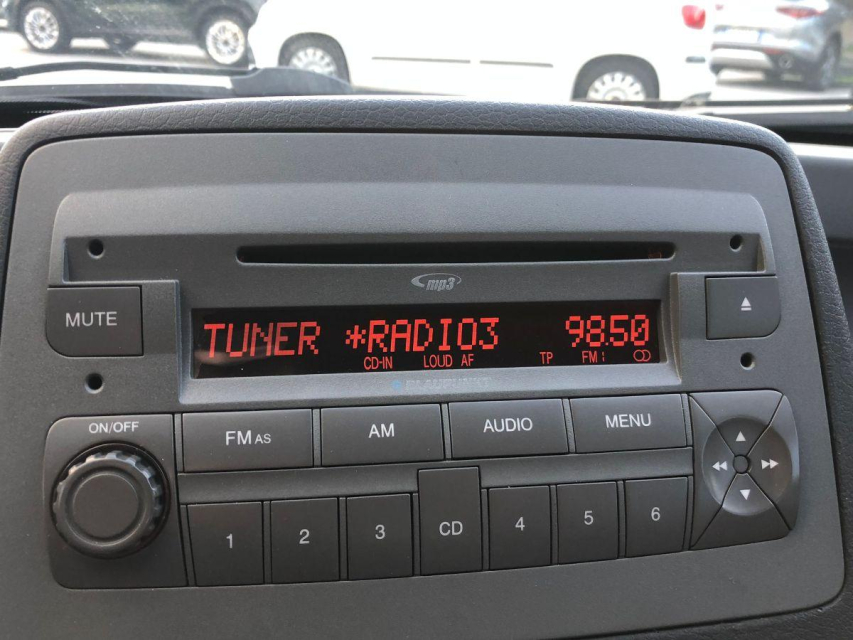 mp3
MUTE
TUNER *RADIO3 98.50
CD-IN LOUD AF TP FM1
BLAUPUNKT
ON/OFF
FM AS AM AUDIO MENU
1 2 3 CD 4 5 6